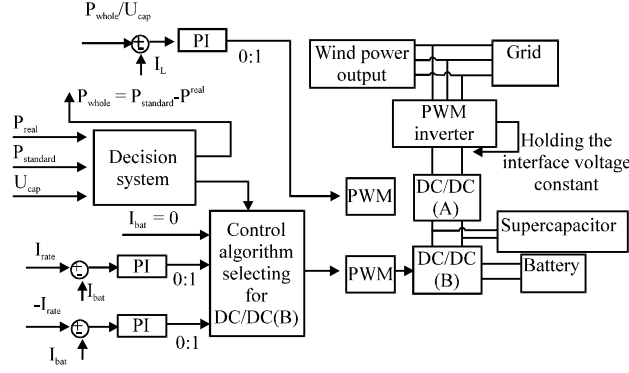 P_whole/U_cap
PI
I_L
0:1
P_whole = P_standard-P^real
P_real
P_standard
U_cap
Decision
system
Wind power
output
Grid
PWM
inverter
Holding the
interface voltage
constant
PWM
DC/DC
(A)
Supercapacitor
I_bat = 0
Control
algorithm
selecting
for
DC/DC(B)
I_rate
PI
0:1
I_bat
PWM
DC/DC
(B)
Battery
-I_rate
PI
0:1
I_bat